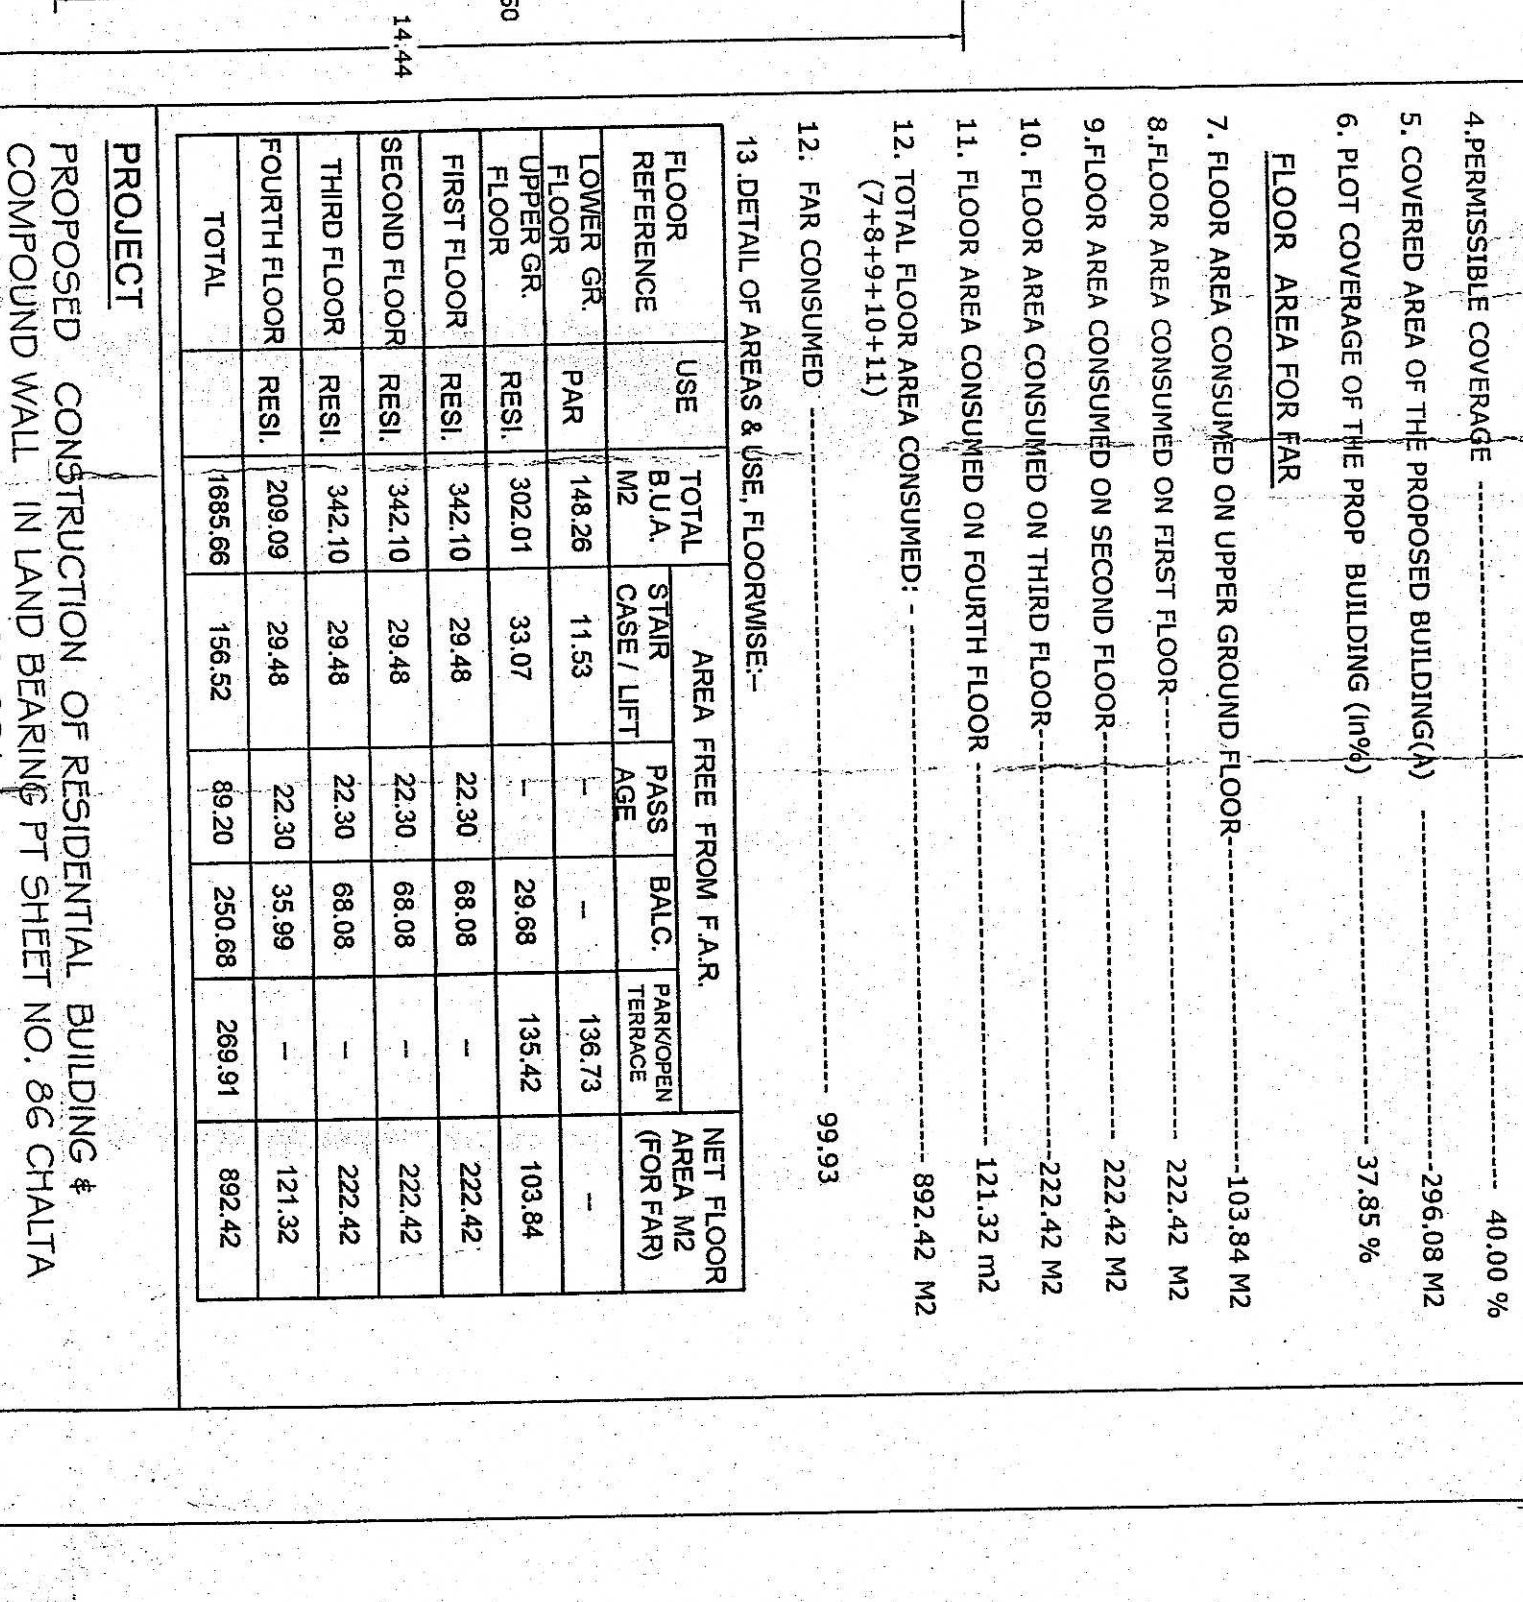 4.PERMISSIBLE COVERAGE ---------- 40.00 %
5. COVERED AREA OF THE PROPOSED BUILDING(A) ----------296.08 M2
6. PLOT COVERAGE OF THE PROP BUILDING (In%) ----------37.85 %
FLOOR AREA FOR FAR
7. FLOOR AREA CONSUMED ON UPPER GROUND FLOOR----------103.84 M2
8.FLOOR AREA CONSUMED ON FIRST FLOOR---------- 222.42 M2
9.FLOOR AREA CONSUMED ON SECOND FLOOR---------- 222.42 M2
10. FLOOR AREA CONSUMED ON THIRD FLOOR----------222.42 M2
11. FLOOR AREA CONSUMED ON FOURTH FLOOR ---------- 121.32 m2
12. TOTAL FLOOR AREA CONSUMED: ---------- 892.42 M2
(7+8+9+10+11)
12. FAR CONSUMED ---------- 99.93
13 .DETAIL OF AREAS & USE, FLOORWISE:-
FLOOR REFERENCE USE TOTAL B.U.A. M2 AREA FREE FROM F.A.R. NET FLOOR AREA M2 (FOR FAR)
STAIR CASE / LIFT PASS AGE BALC. PARK/OPEN TERRACE
LOWER GR. FLOOR PAR 148.26 11.53 -- -- 136.73 --
UPPER GR. FLOOR RESI. 302.01 33.07 -- 29.68 135.42 103.84
FIRST FLOOR RESI. 342.10 29.48 22.30 68.08 -- 222.42
SECOND FLOOR RESI. 342.10 29.48 22.30 68.08 -- 222.42
THIRD FLOOR RESI. 342.10 29.48 22.30 68.08 -- 222.42
FOURTH FLOOR RESI. 209.09 29.48 22.30 35.99 -- 121.32
TOTAL 1685.66 156.52 89.20 250.68 269.91 892.42
PROJECT
PROPOSED CONSTRUCTION OF RESIDENTIAL BUILDING &
COMPOUND WALL IN LAND BEARING PT SHEET NO. 86 CHALTA
14.44